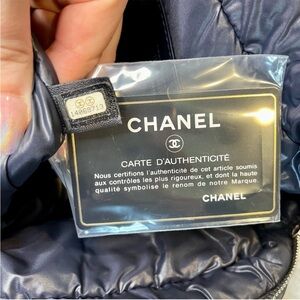 14068713
CHANEL
CARTE D'AUTHENTICITÉ
Nous certifions l'authenticité de cet article soumis
aux contrôles les plus rigoureux, et dont la haute
qualité symbolise le renom de notre Marque.
CHANEL